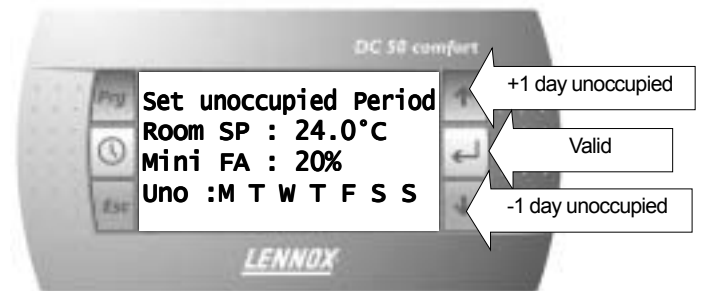 DC 50 comfort
Prg
Set unoccupied Period
Room SP : 24.0°C
Mini FA : 20%
Uno :M T W T F S S
Esc
+1 day unoccupied
Valid
-1 day unoccupied
LENNOX